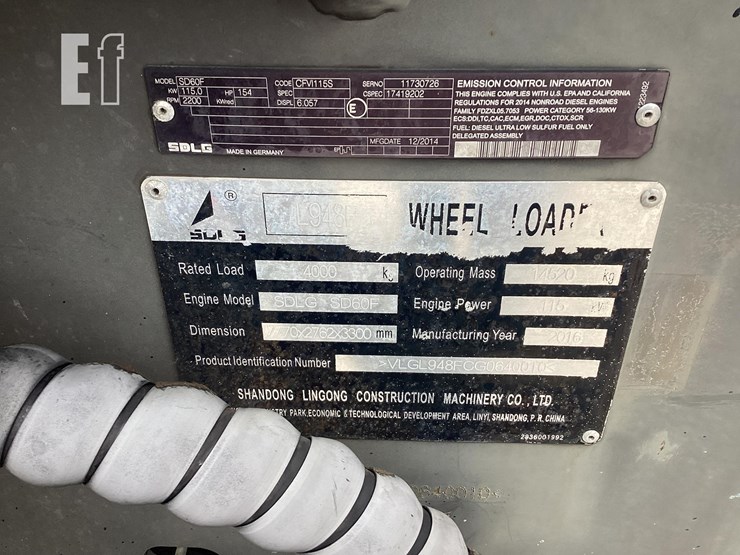 Ef
MODEL SD60F CODE CFVI115S SERNO 11730726
KW 115.0 HP 154 CSPEC 17419202
RPM 2200 KWred DISPL 6.057 E
EMISSION CONTROL INFORMATION
THIS ENGINE COMPLIES WITH US EPA AND CALIFORNIA
REGULATIONS FOR 2014 NONROAD DIESEL ENGINES
FAMILY FDZXL05.7053 POWER CATEGORY 56-130KW
ECS:DDI,TC,CAC,ECM,EGR,DOC,CTOX,SCR
FUEL: DIESEL ULTRA LOW SULFUR FUEL ONLY
DELEGATED ASSEMBLY
MFGDATE 12/2014
SDLG MADE IN GERMANY
®
SDLG WHEEL LOADER
Rated Load 4000 kg Operating Mass kg
Engine Model SDLG SD60F Engine Power kW
Dimension mm Manufacturing Year 2016
Product Identification Number
SHANDONG LINGONG CONSTRUCTION MACHINERY CO., LTD.
PARK,ECONOMIC & TECHNOLOGICAL DEVELOPMENT AREA, LINYI, SHANDONG, P. R. CHINA
2936001992